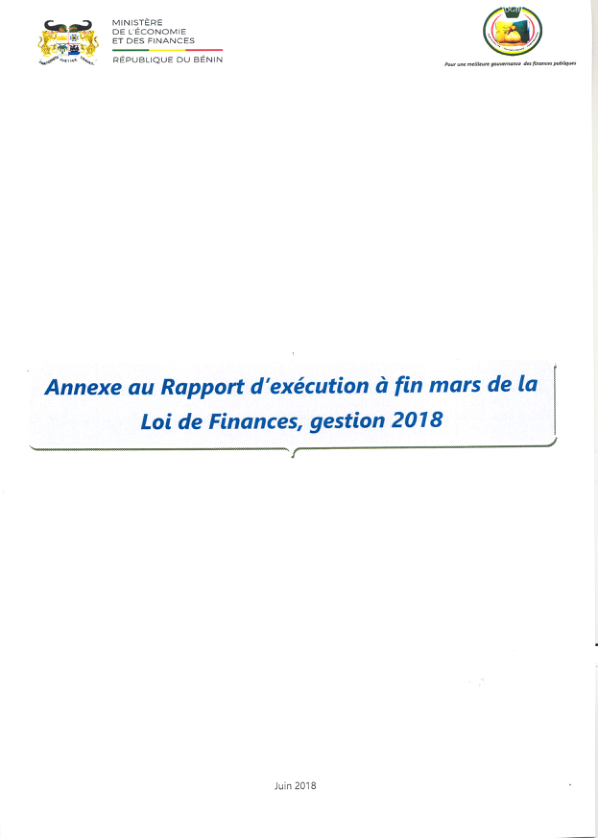 MINISTÈRE
DE L'ÉCONOMIE
ET DES FINANCES
RÉPUBLIQUE DU BÉNIN
Pour une meilleure gouvernance des finances publiques
Annexe au Rapport d'exécution à fin mars de la
Loi de Finances, gestion 2018
Juin 2018